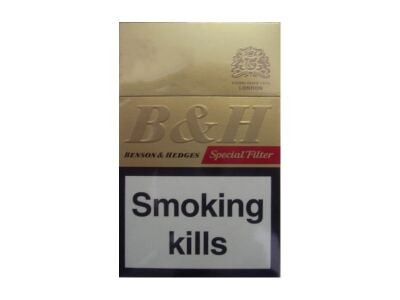 LONDON
B&H
BENSON & HEDGES Special Filter
Smoking
kills